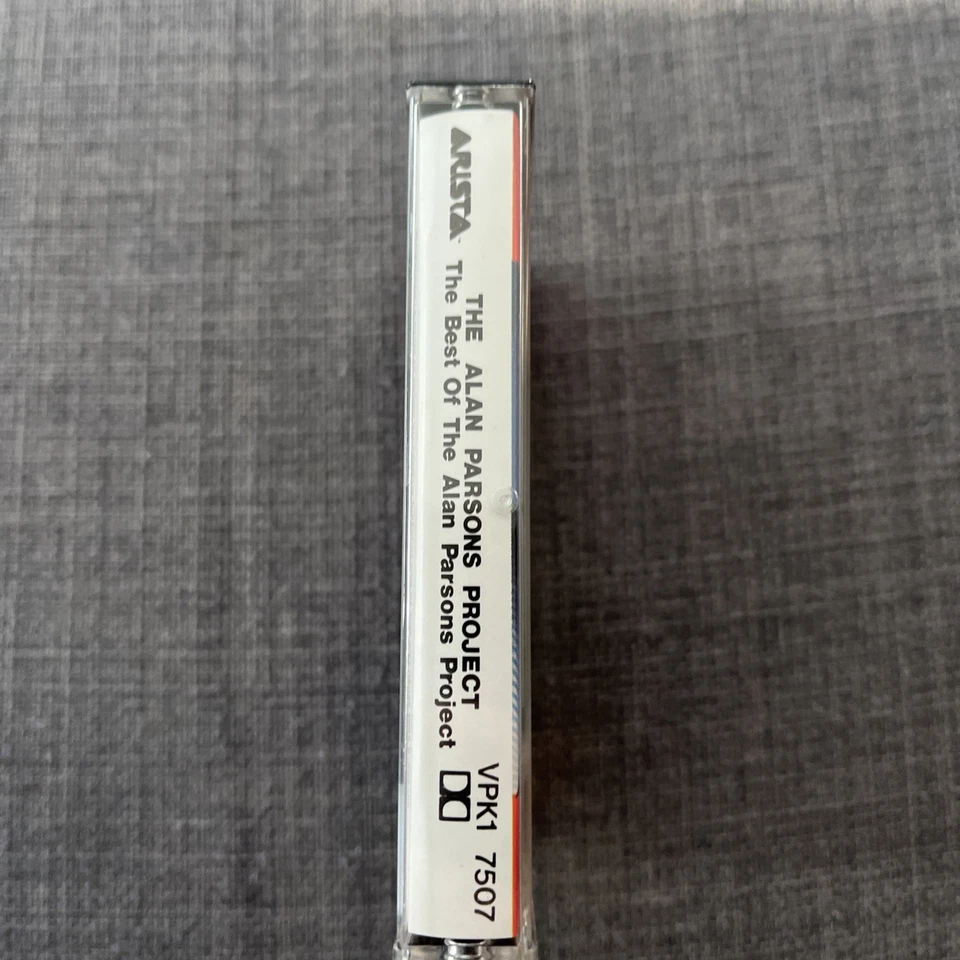 ARISTA
THE ALAN PARSONS PROJECT
The Best Of The Alan Parsons Project
VPK1 7507